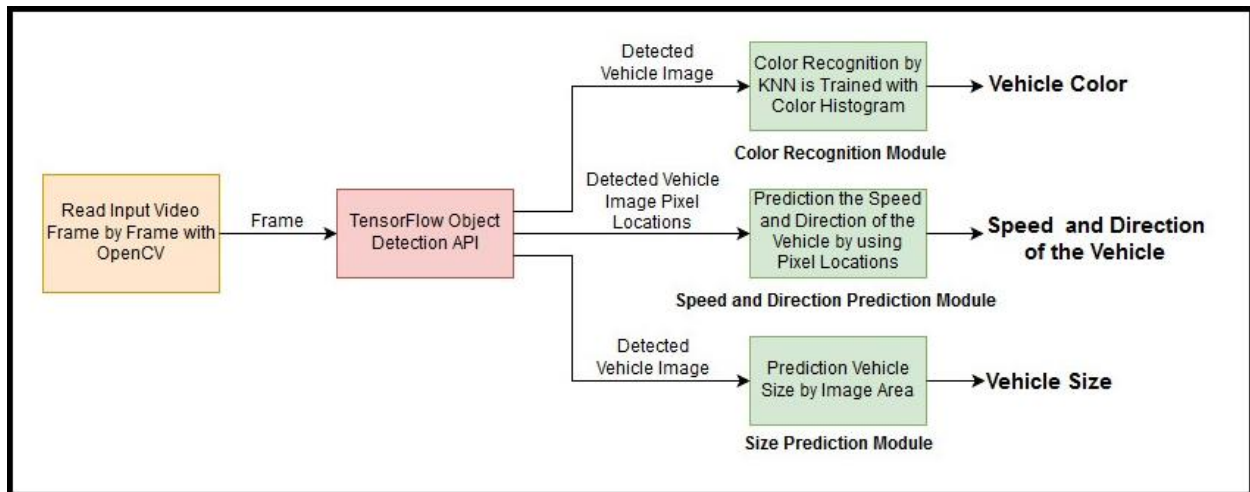 Read Input Video
Frame by Frame with
OpenCV
Frame
TensorFlow Object
Detection API
Detected
Vehicle Image
Color Recognition by
KNN is Trained with
Color Histogram
Color Recognition Module
Vehicle Color
Detected Vehicle
Image Pixel
Locations
Prediction the Speed
and Direction of the
Vehicle by using
Pixel Locations
Speed and Direction Prediction Module
Speed and Direction
of the Vehicle
Detected
Vehicle Image
Prediction Vehicle
Size by Image Area
Size Prediction Module
Vehicle Size